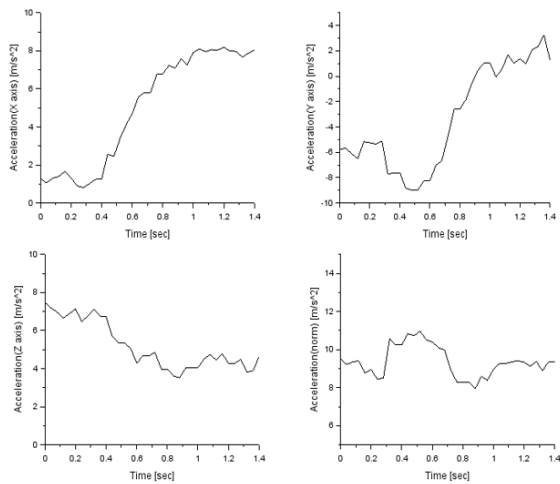 Acceleration(X axis) [m/s^2]
10
8
6
4
2
0
0 0.2 0.4 0.6 0.8 1 1.2 1.4
Time [sec]
Acceleration(Y axis) [m/s^2]
6
4
2
0
-2
-4
-6
-8
-10
0 0.2 0.4 0.6 0.8 1 1.2 1.4
Time [sec]
Acceleration(Z axis) [m/s^2]
10
8
6
4
2
0
0 0.2 0.4 0.6 0.8 1 1.2 1.4
Time [sec]
Acceleration(norm) [m/s^2]
15
14
12
10
8
6
5
0 0.2 0.4 0.6 0.8 1 1.2 1.4
Time [sec]